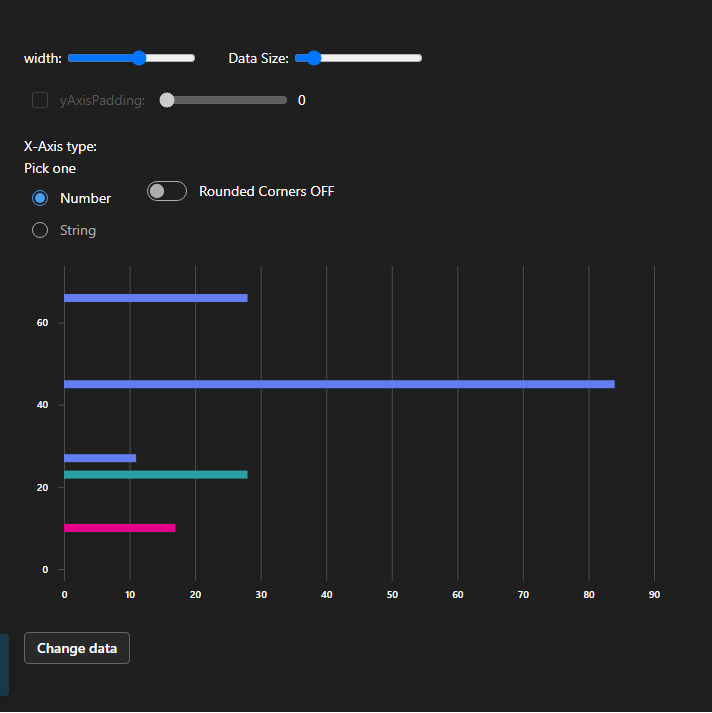 width: Data Size:
yAxisPadding: 0
X-Axis type:
Pick one
Number
Rounded Corners OFF
String
60
40
20
0
0 10 20 30 40 50 60 70 80 90
Change data